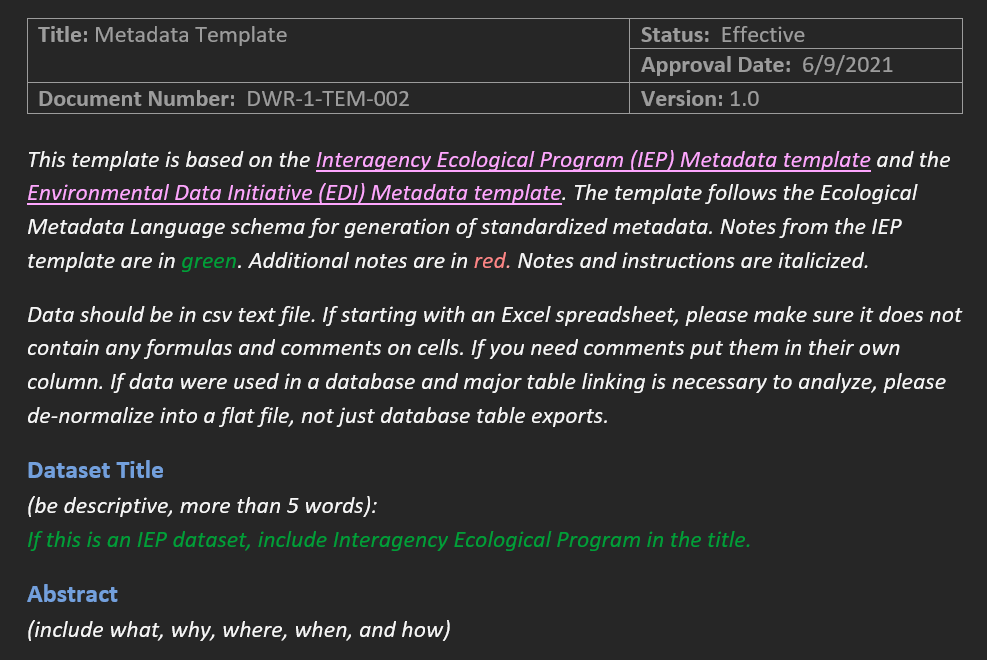 Title: Metadata Template
Status: Effective
Approval Date: 6/9/2021
Document Number: DWR-1-TEM-002
Version: 1.0
This template is based on the Interagency Ecological Program (IEP) Metadata template and the
Environmental Data Initiative (EDI) Metadata template. The template follows the Ecological
Metadata Language schema for generation of standardized metadata. Notes from the IEP
template are in green. Additional notes are in red. Notes and instructions are italicized.
Data should be in csv text file. If starting with an Excel spreadsheet, please make sure it does not
contain any formulas and comments on cells. If you need comments put them in their own
column. If data were used in a database and major table linking is necessary to analyze, please
de-normalize into a flat file, not just database table exports.
Dataset Title
(be descriptive, more than 5 words):
If this is an IEP dataset, include Interagency Ecological Program in the title.
Abstract
(include what, why, where, when, and how)